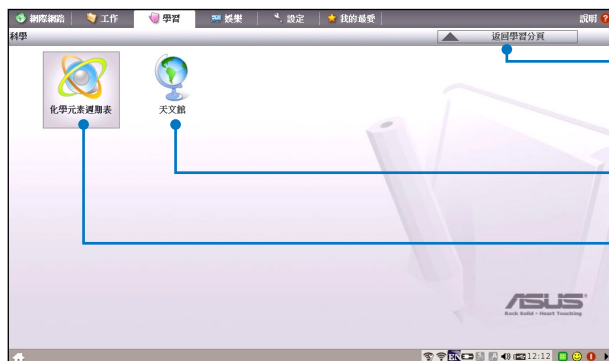 網際網路 工作 學習 娛樂 設定 我的最愛 說明 ?
科學 返回學習分頁
化學元素週期表 天文館
ASUS
Rock Solid • Heart Touching
EN 12:12